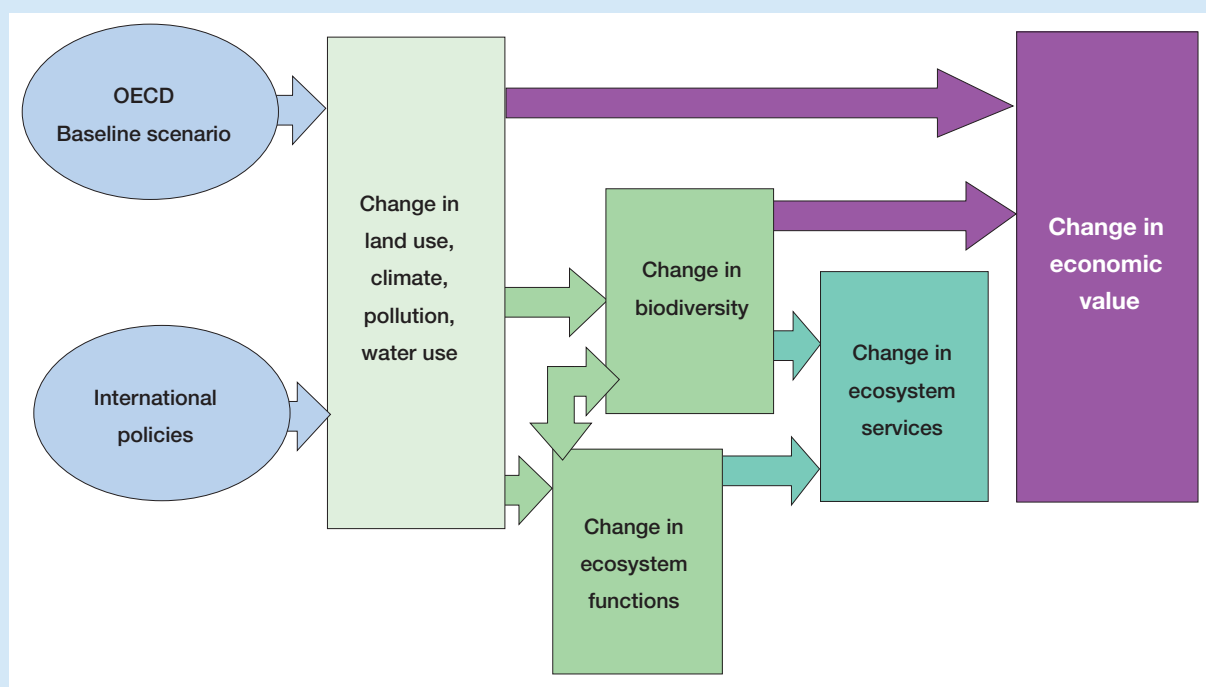 OECD
Baseline scenario
International
policies
Change in
land use,
climate,
pollution,
water use
Change in
biodiversity
Change in
ecosystem
functions
Change in
ecosystem
services
Change in
economic
value